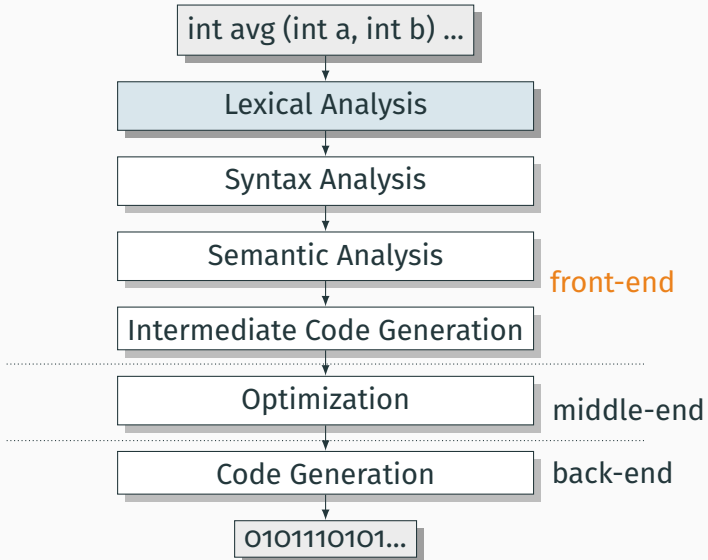 int avg (int a, int b) ...
Lexical Analysis
Syntax Analysis
Semantic Analysis
front-end
Intermediate Code Generation
Optimization
middle-end
Code Generation
back-end
0101110101...